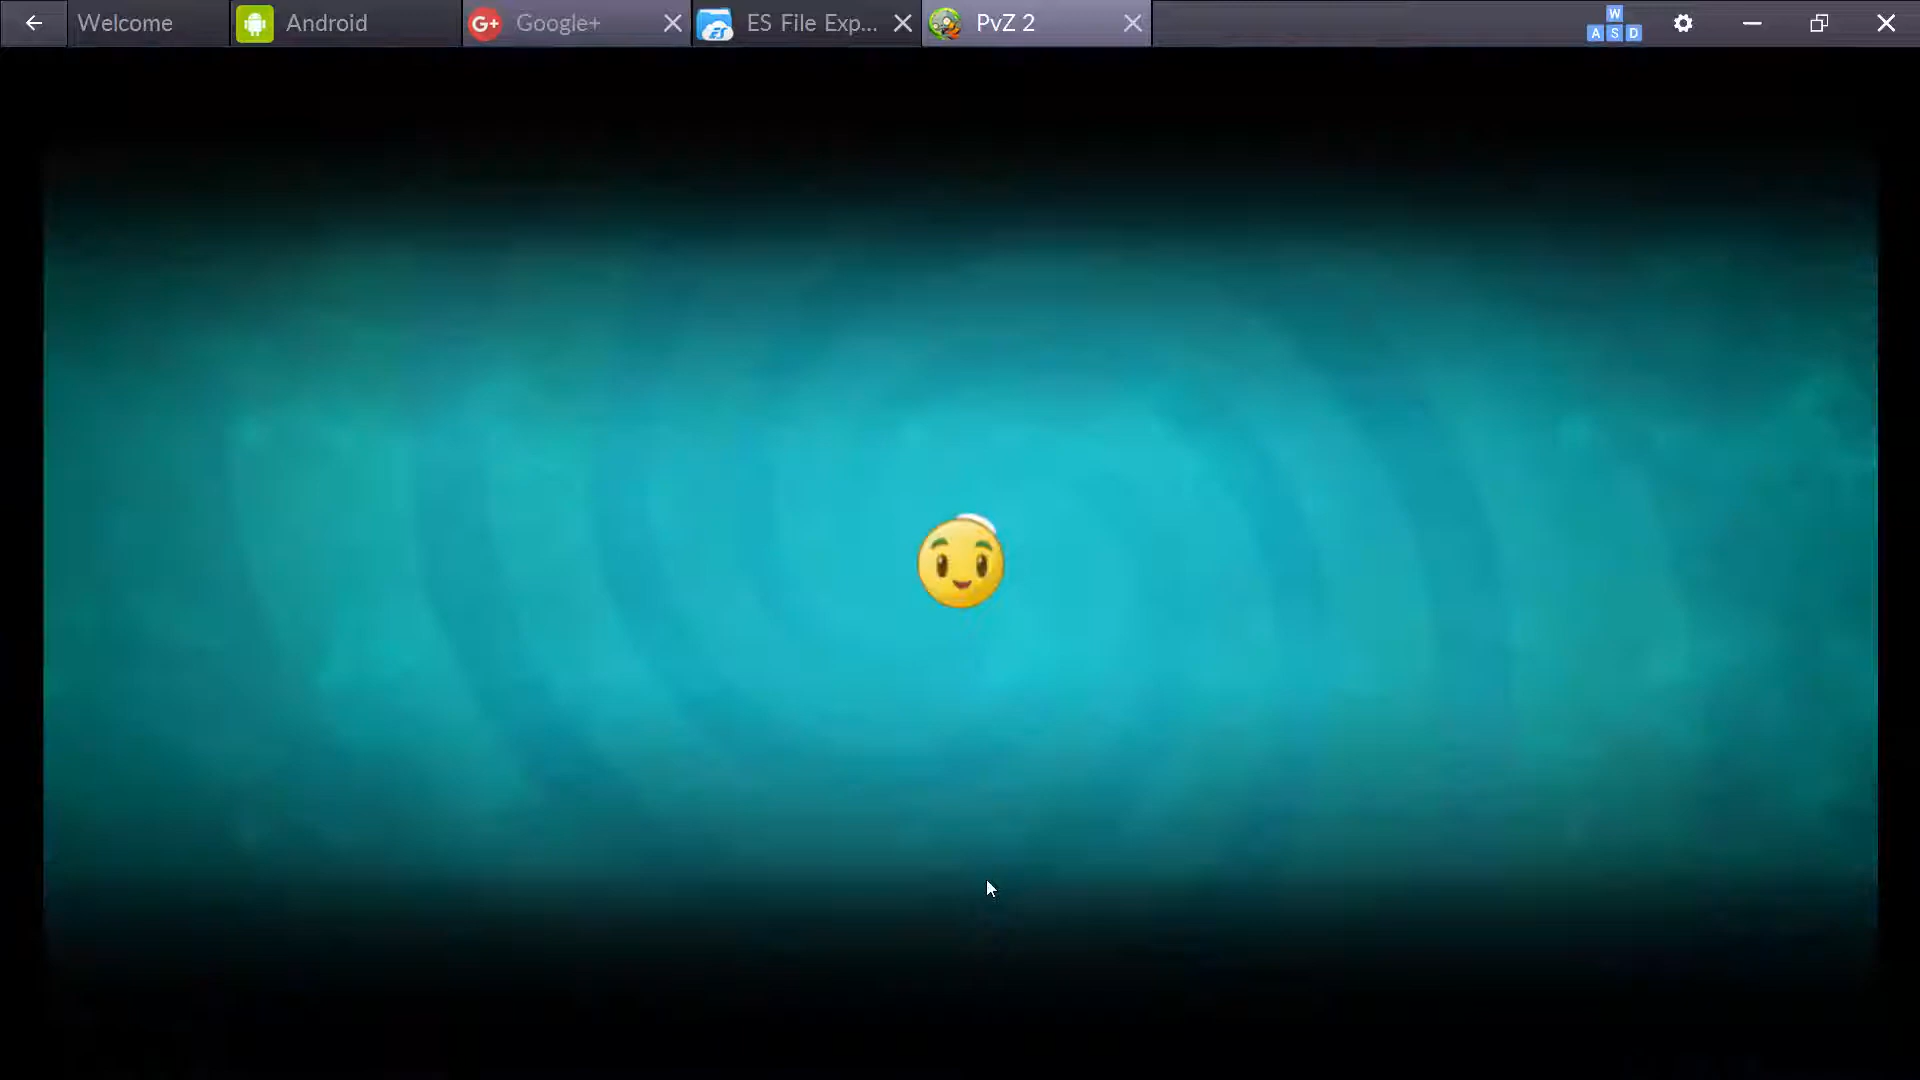 Welcome
Android
Google+
ES File Exp...
PvZ 2
W
A S D